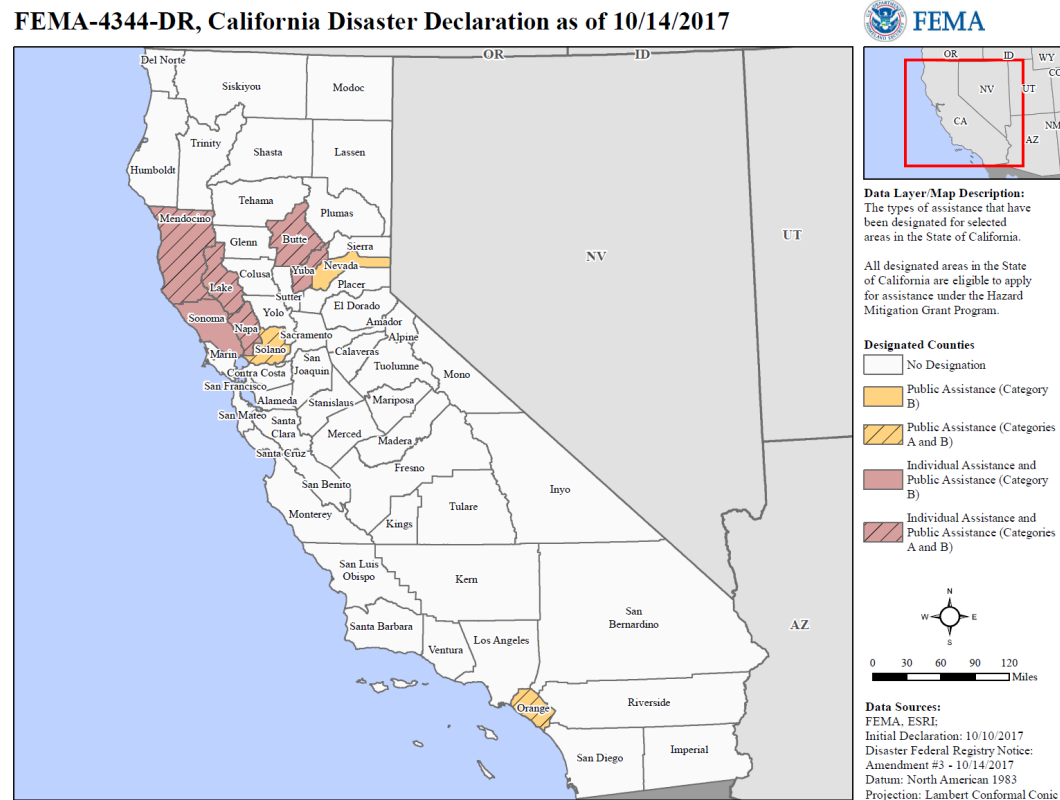 FEMA-4344-DR, California Disaster Declaration as of 10/14/2017
FEMA
OR
ID
NV
UT
AZ
Del Norte
Siskiyou
Modoc
Trinity
Shasta
Lassen
Humboldt
Tehama
Plumas
Mendocino
Glenn
Butte
Sierra
Colusa
Yuba
Nevada
Placer
Lake
Sutter
El Dorado
Sonoma
Yolo
Napa
Amador
Sacramento
Alpine
Marin
Solano
San
Joaquin
Calaveras
Tuolumne
Contra Costa
Mono
San Francisco
Alameda
Stanislaus
Mariposa
San Mateo
Santa
Clara
Merced
Madera
Santa Cruz
Fresno
San Benito
Inyo
Monterey
Kings
Tulare
San Luis
Obispo
Kern
San
Bernardino
Santa Barbara
Ventura
Los Angeles
Orange
Riverside
San Diego
Imperial
OR
ID
WY
NV
UT
CO
CA
AZ
NM
Data Layer/Map Description:
The types of assistance that have
been designated for selected
areas in the State of California.
All designated areas in the State
of California are eligible to apply
for assistance under the Hazard
Mitigation Grant Program.
Designated Counties
No Designation
Public Assistance (Category
B)
Public Assistance (Categories
A and B)
Individual Assistance and
Public Assistance (Category
B)
Individual Assistance and
Public Assistance (Categories
A and B)
N
W
E
S
0 30 60 90 120
Miles
Data Sources:
FEMA, ESRI;
Initial Declaration: 10/10/2017
Disaster Federal Registry Notice:
Amendment #3 - 10/14/2017
Datum: North American 1983
Projection: Lambert Conformal Conic